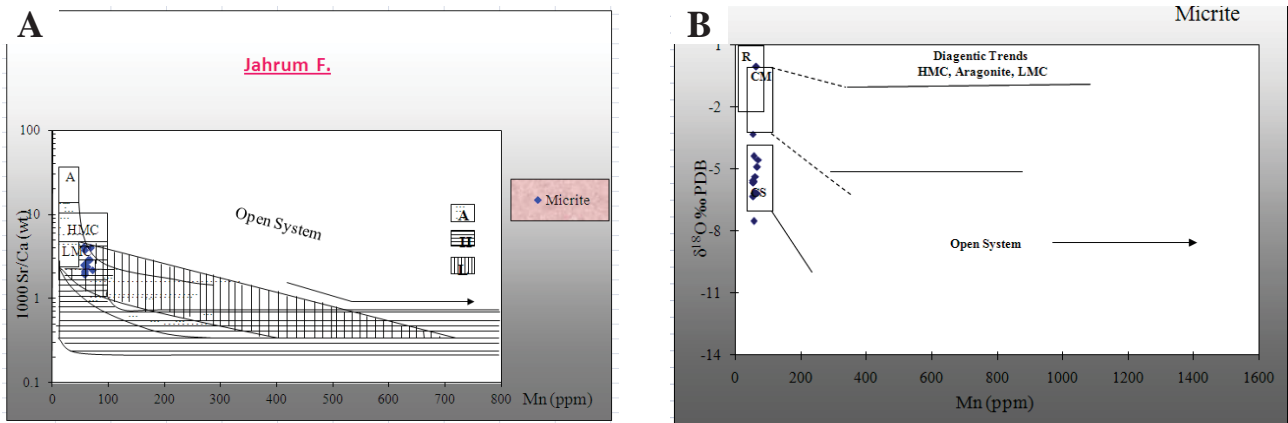 A
Jahrum F.
1000 Sr/Ca (wt)
100
10
1
0.1
A
HMC
LMC
Open System
A
H
L
0
100
200
300
400
500
600
700
800
Mn (ppm)
Micrite
B
Micrite
δ¹⁸O ‰ PDB
1
-2
-5
-8
-11
-14
R
CM
CS
Diagentic Trends
HMC, Aragonite, LMC
Open System
0
200
400
600
800
1000
1200
1400
1600
Mn (ppm)